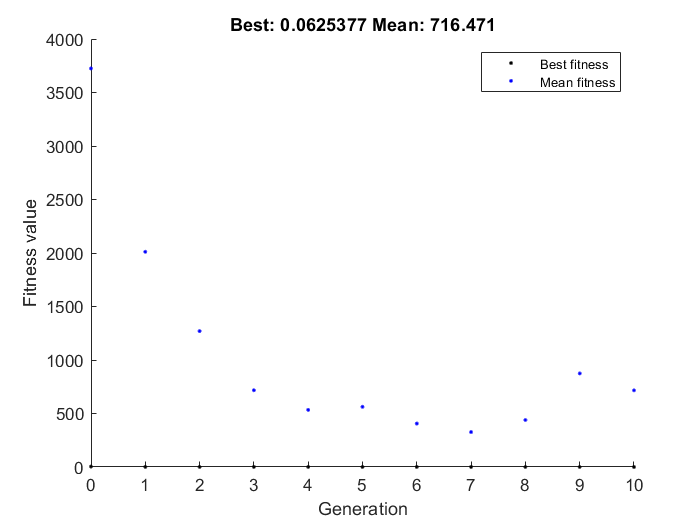 Best: 0.0625377 Mean: 716.471
4000
3500
3000
2500
2000
1500
1000
500
0
Fitness value
Best fitness
Mean fitness
0 1 2 3 4 5 6 7 8 9 10
Generation